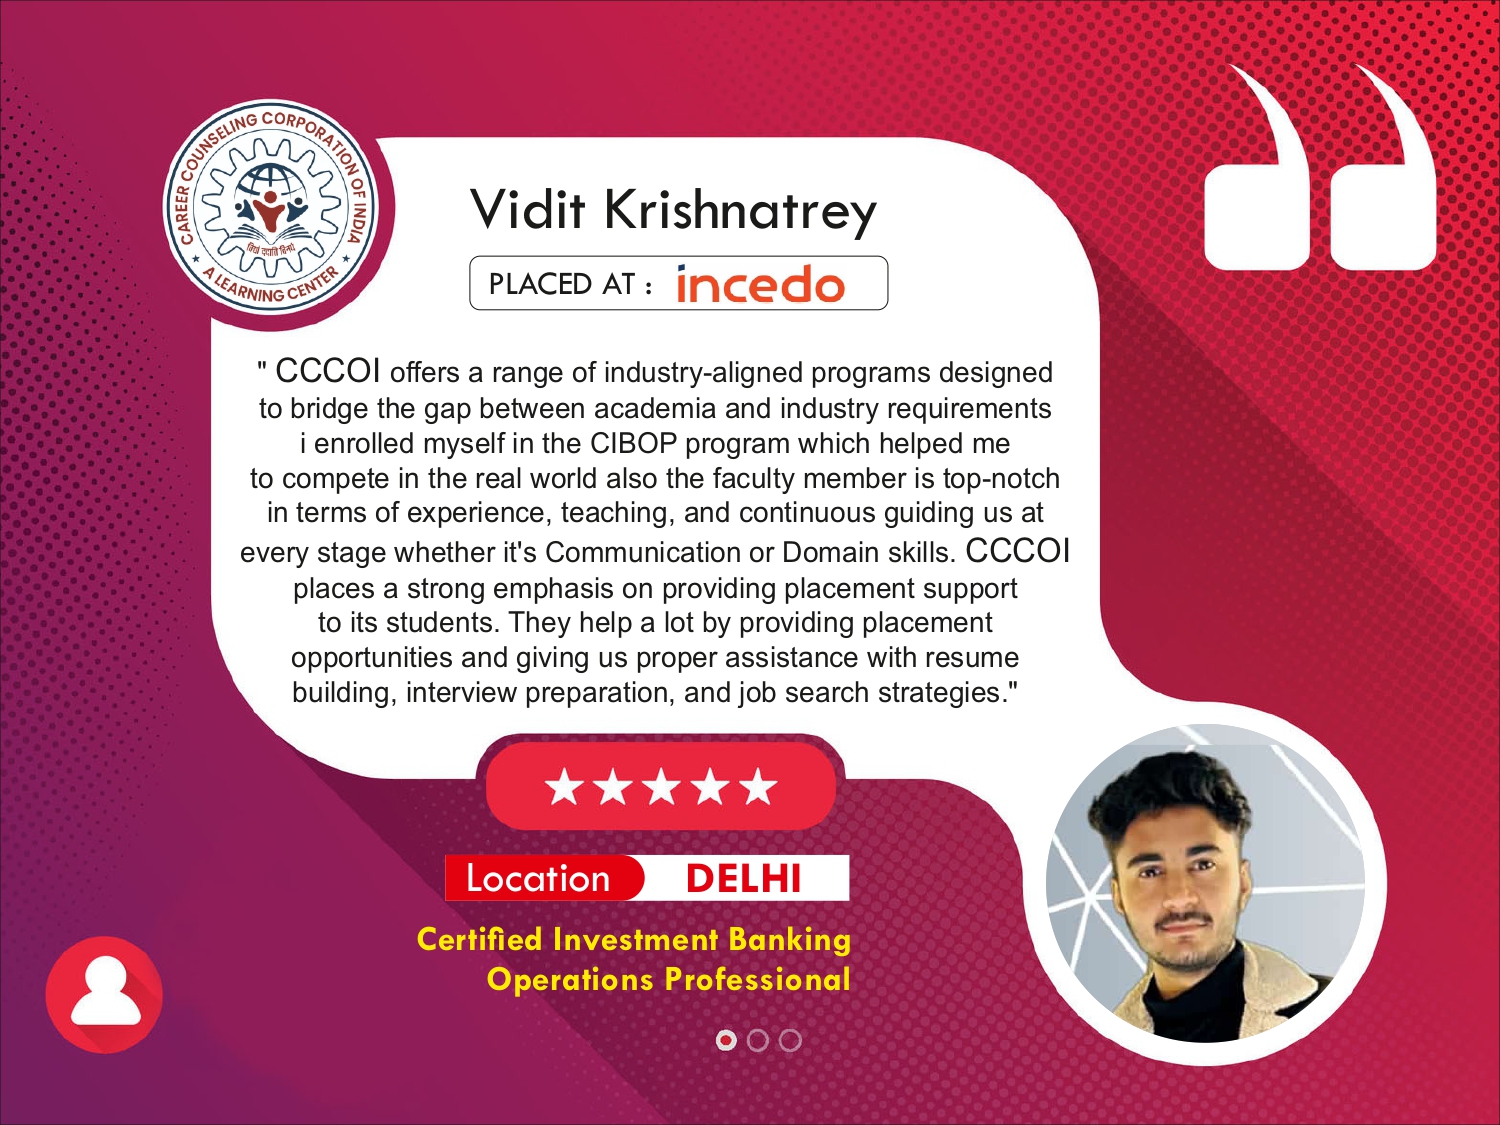 CAREER COUNSELING CORPORATION OF INDIA
A LEARNING CENTER
Vidit Krishnatrey
PLACED AT : incedo
" CCCOI offers a range of industry-aligned programs designed
to bridge the gap between academia and industry requirements
i enrolled myself in the CIBOP program which helped me
to compete in the real world also the faculty member is top-notch
in terms of experience, teaching, and continuous guiding us at
every stage whether it's Communication or Domain skills. CCCOI
places a strong emphasis on providing placement support
to its students. They help a lot by providing placement
opportunities and giving us proper assistance with resume
building, interview preparation, and job search strategies."
Location DELHI
Certified Investment Banking
Operations Professional